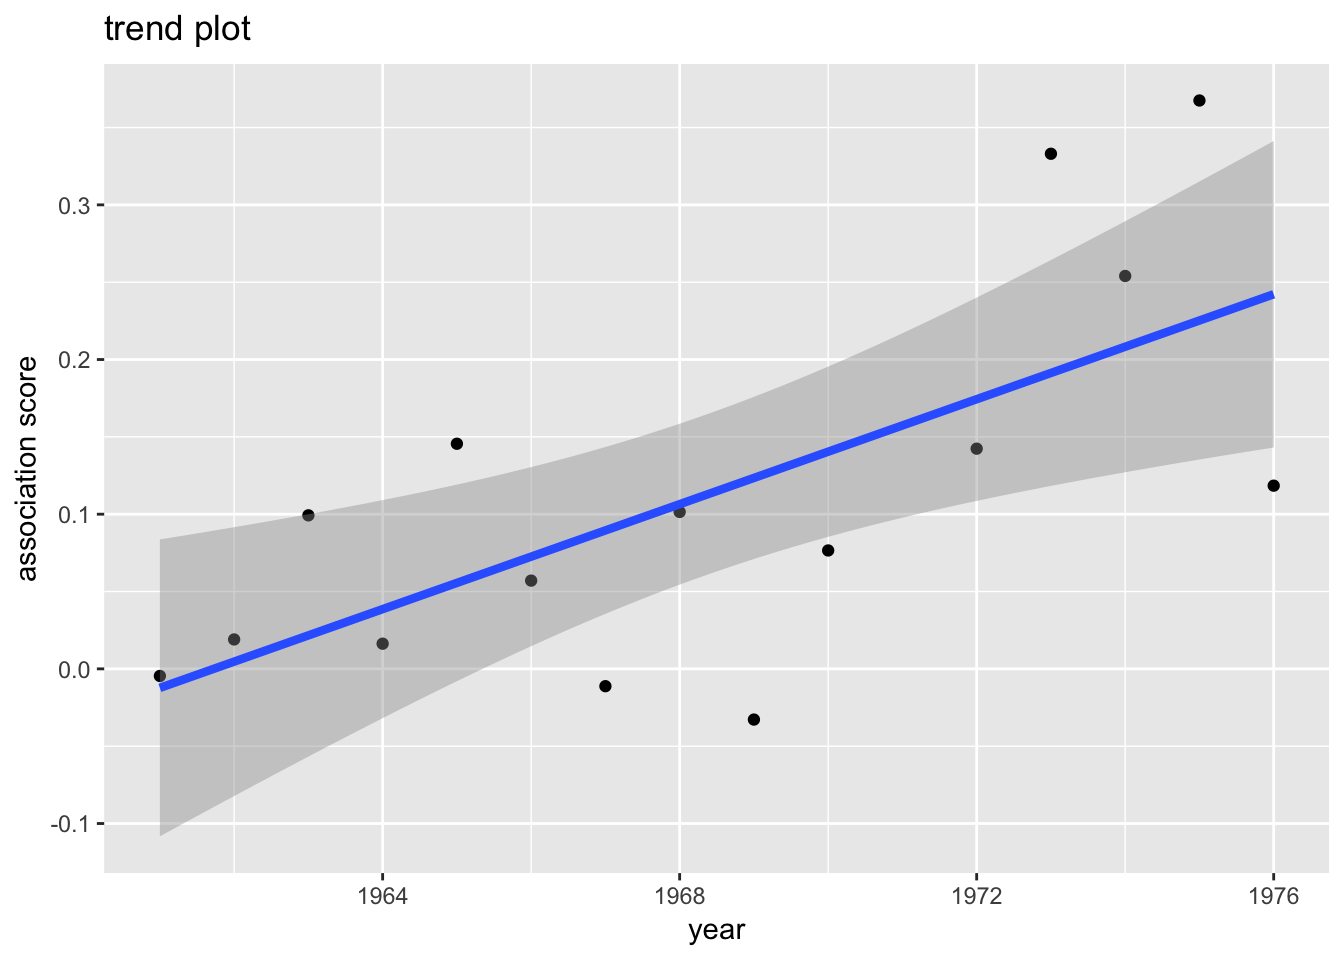 trend plot
association score
0.3
0.2
0.1
0.0
-0.1
1964 1968 1972 1976
year